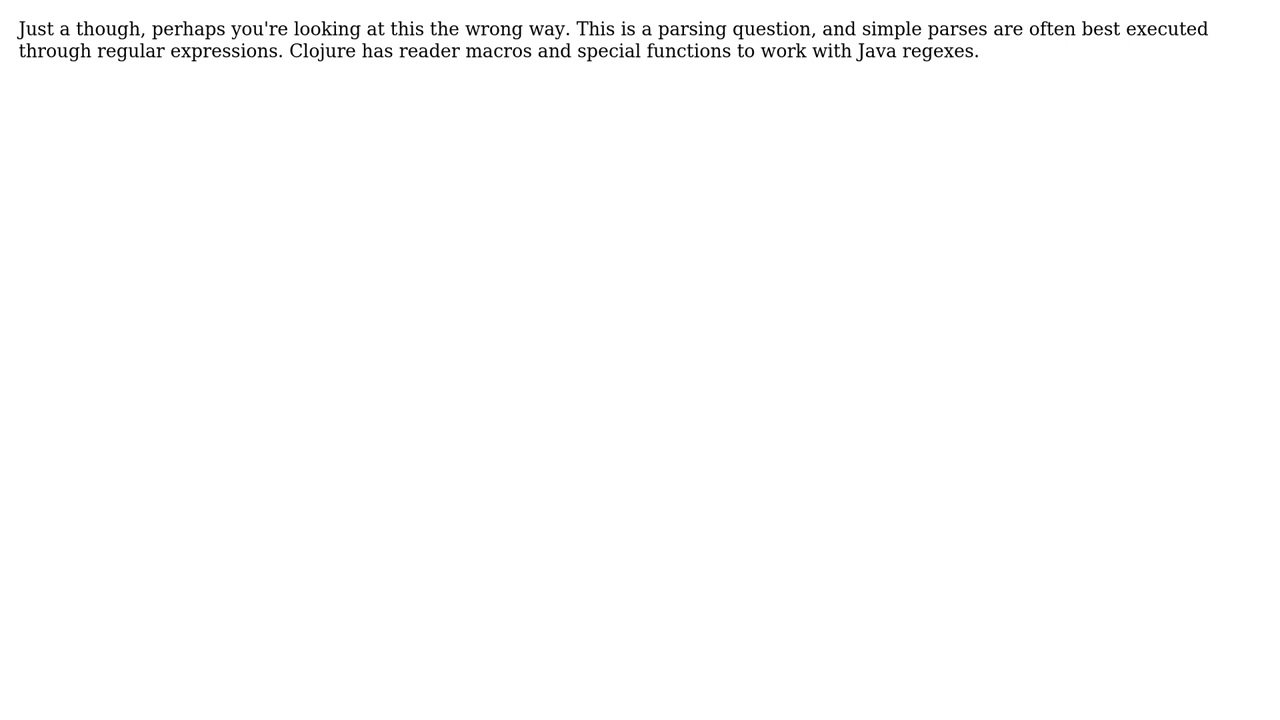 Just a though, perhaps you're looking at this the wrong way. This is a parsing question, and simple parses are often best executed
through regular expressions. Clojure has reader macros and special functions to work with Java regexes.